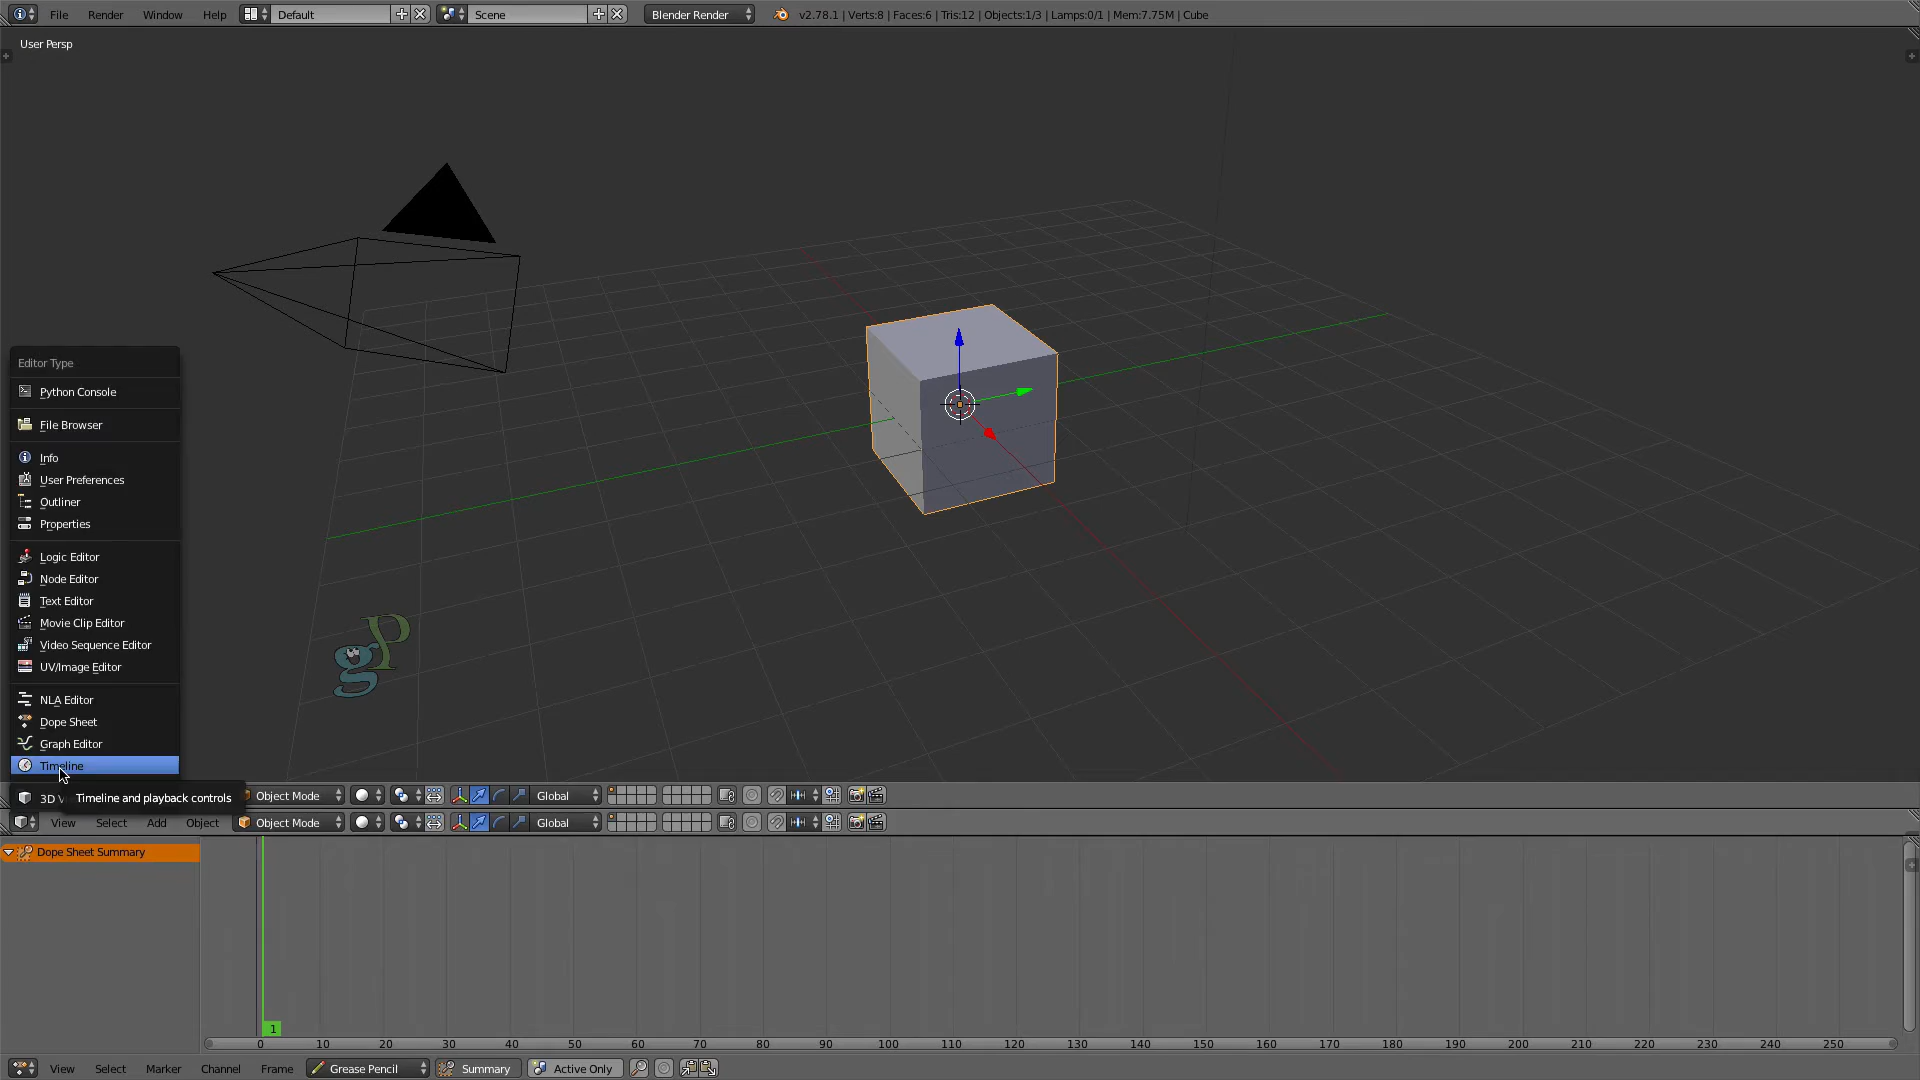 File Render Window Help Default Scene Blender Render v2.78.1 | Verts:8 | Faces:6 | Tris:12 | Objects:1/3 | Lamps:0/1 | Mem:7.75M | Cube
User Persp
Editor Type
Python Console
File Browser
Info
User Preferences
Outliner
Properties
Logic Editor
Node Editor
Text Editor
Movie Clip Editor
Video Sequence Editor
UV/Image Editor
gP
NLA Editor
Dope Sheet
Graph Editor
Timeline
3D V Timeline and playback controls Object Mode Global
View Select Add Object Object Mode Global
Dope Sheet Summary
1
0 10 20 30 40 50 60 70 80 90 100 110 120 130 140 150 160 170 180 190 200 210 220 230 240 250
View Select Marker Channel Frame Grease Pencil Summary Active Only